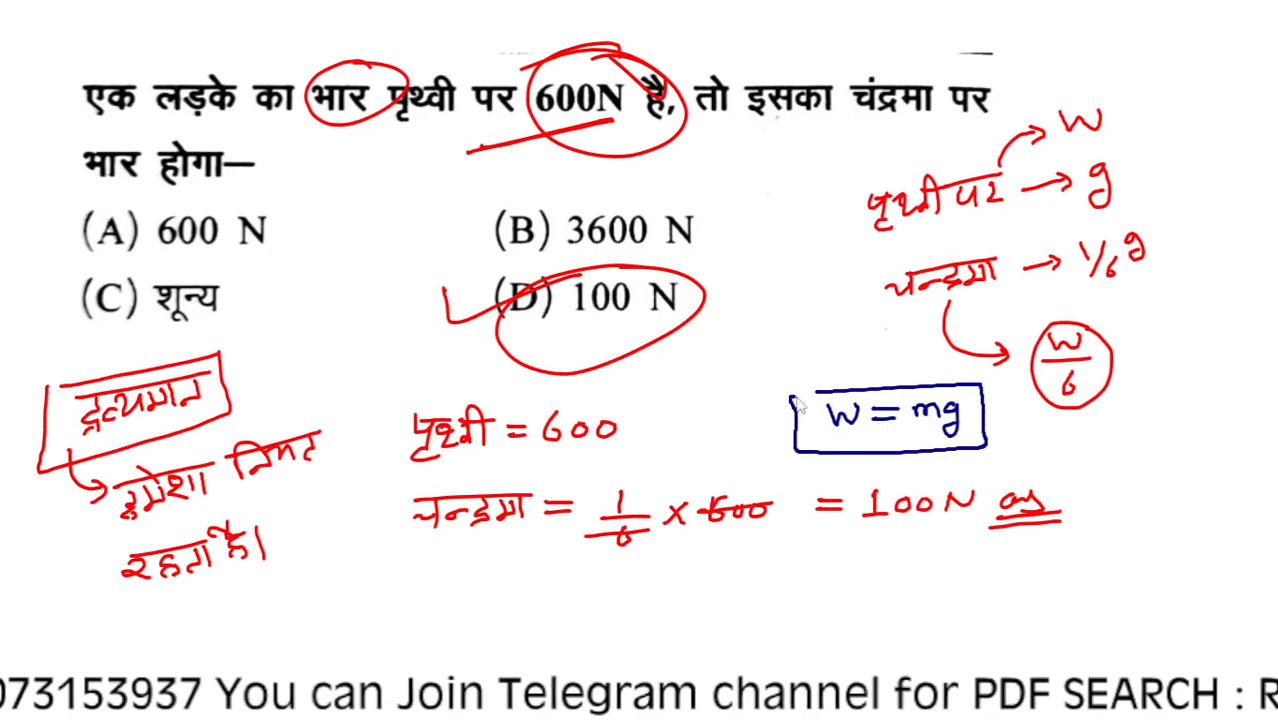 एक लड़के का भार पृथ्वी पर 600N है, तो इसका चंद्रमा पर
भार होगा—
(A) 600 N (B) 3600 N
(C) शून्य (D) 100 N
W
पृथ्वी पर → g
चन्द्रमा → 1/6 g
W/6
द्रव्यमान
हमेशा नियत
रहता है।
W = mg
पृथ्वी = 600
चन्द्रमा = 1/6 × 600 = 100N ans
073153937 You can Join Telegram channel for PDF SEARCH : R